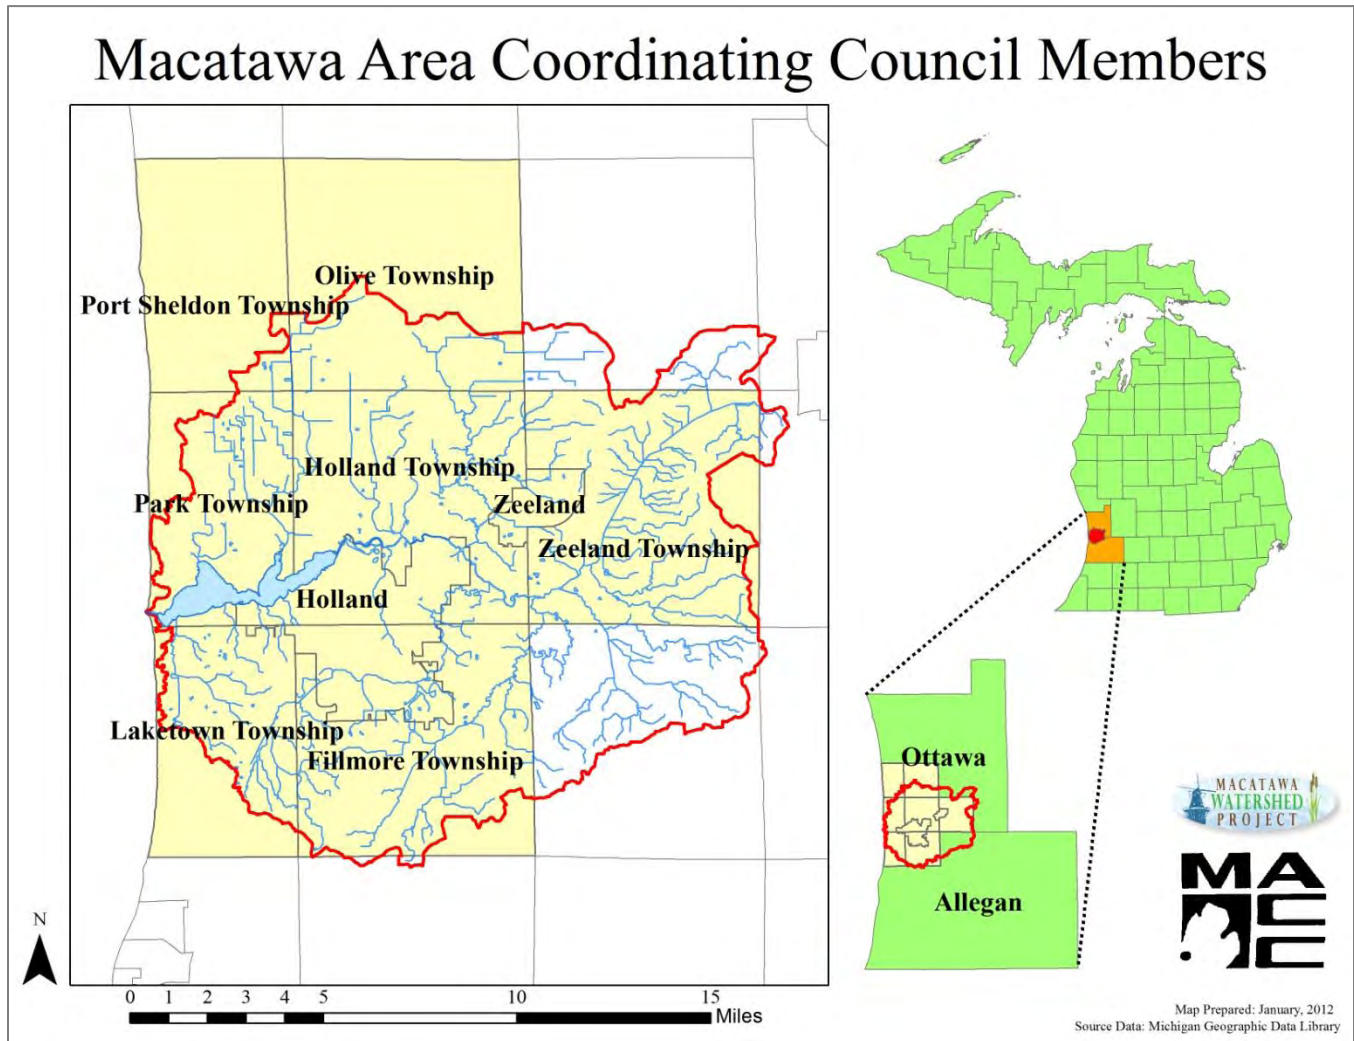 Macatawa Area Coordinating Council Members
Olive Township
Port Sheldon Township
Holland Township
Park Township
Zeeland
Zeeland Township
Holland
Laketown Township
Fillmore Township
N
0 1 2 3 4 5 10 15
Miles
Ottawa
Allegan
MACATAWA
WATERSHED
PROJECT
MA
CC
Map Prepared: January, 2012
Source Data: Michigan Geographic Data Library